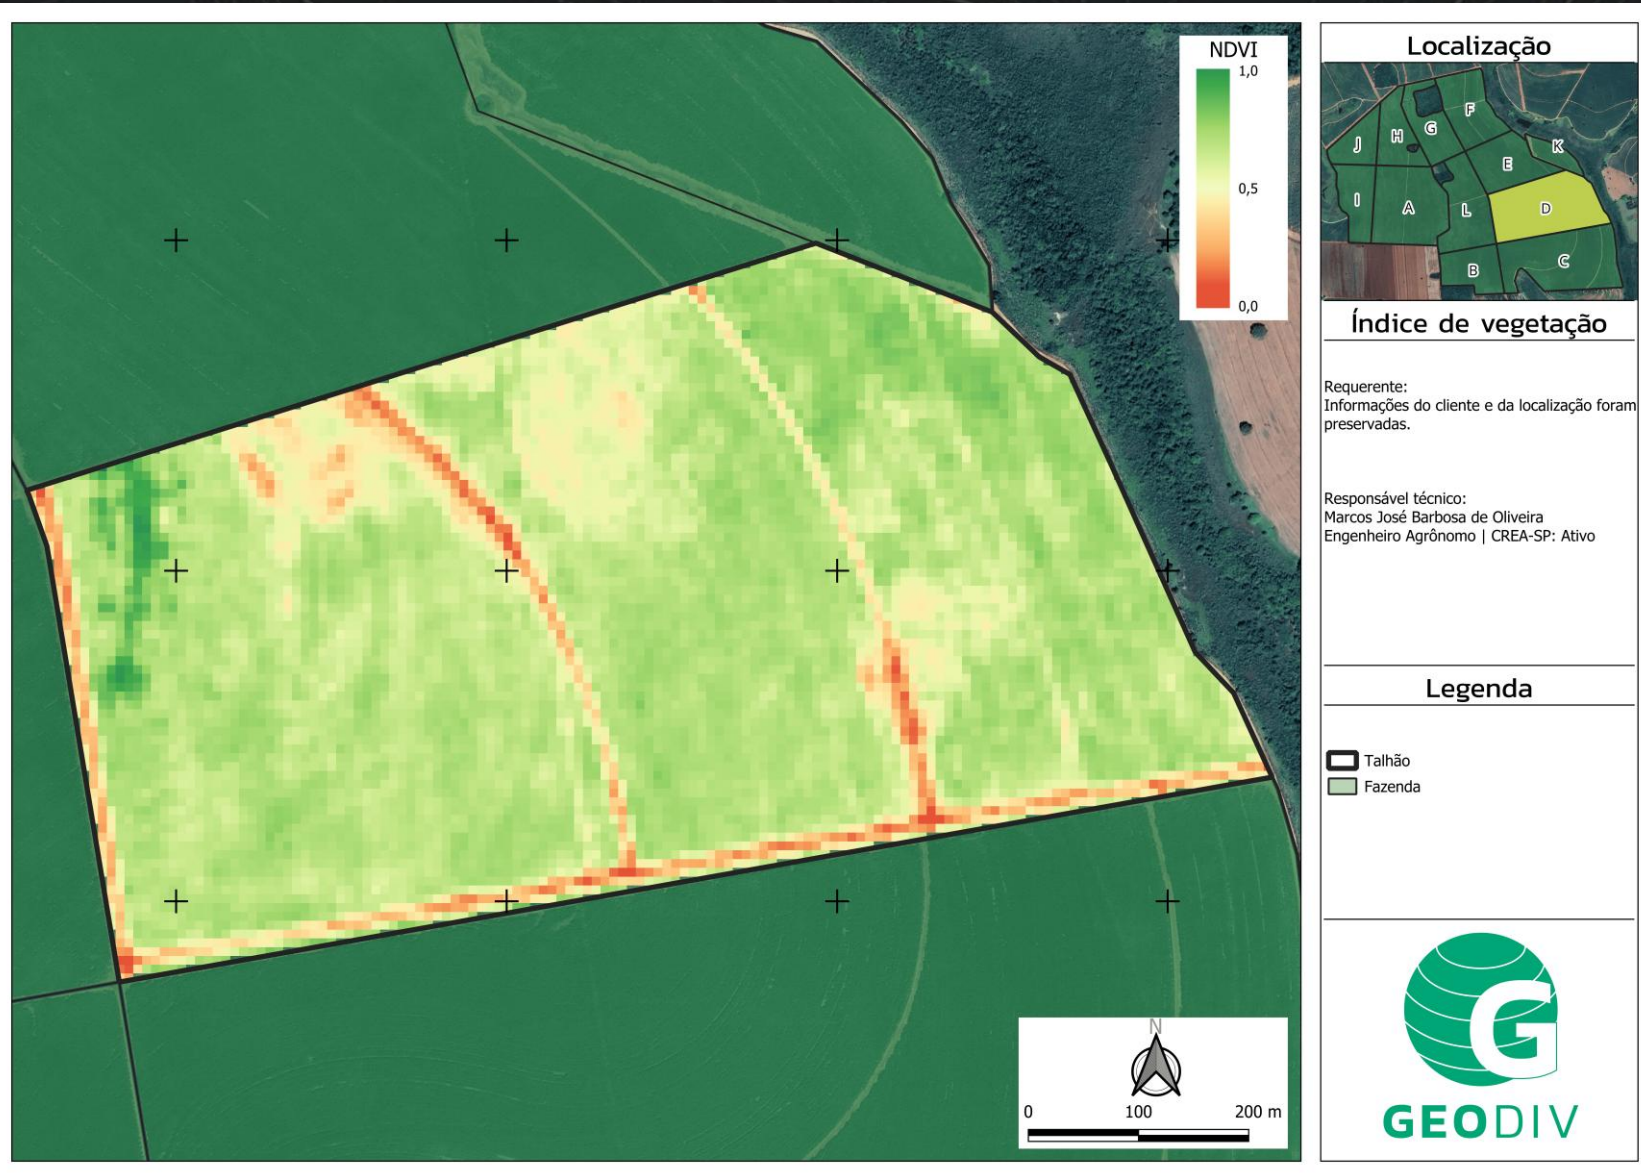 NDVI
1,0
0,5
0,0
N
0
100
200 m
Localização
F
G
H
J
K
E
I
A
L
D
B
C
Índice de vegetação
Requerente:
Informações do cliente e da localização foram
preservadas.
Responsável técnico:
Marcos José Barbosa de Oliveira
Engenheiro Agrônomo | CREA-SP: Ativo
Legenda
Talhão
Fazenda
G
GEODIV